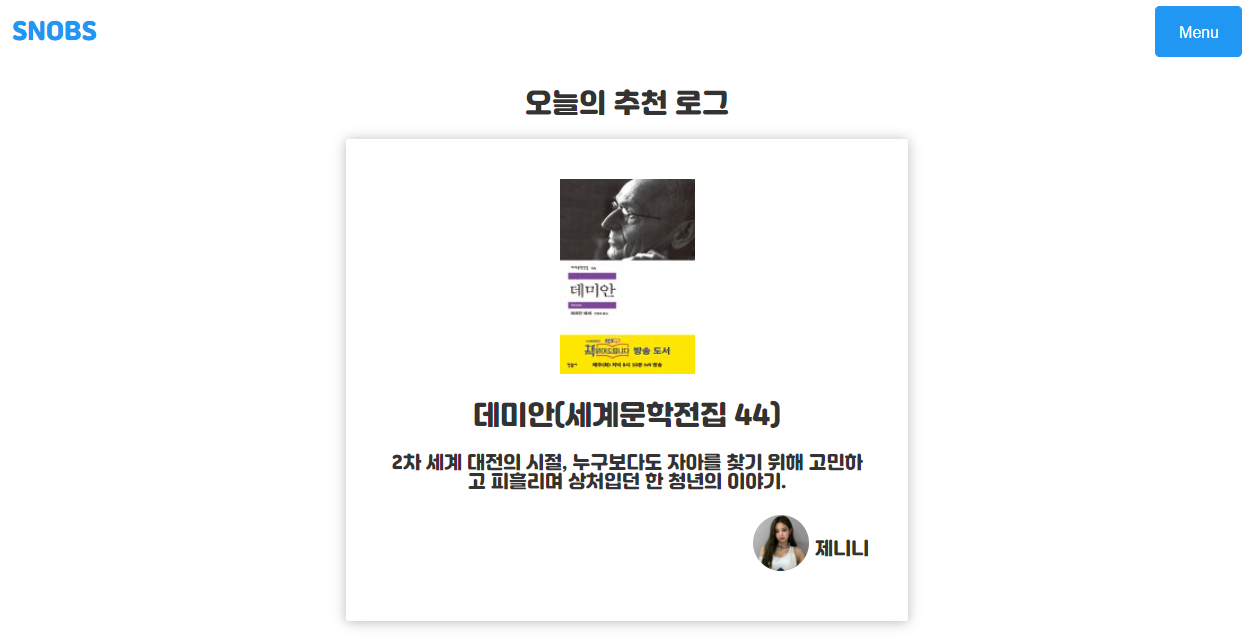 SNOBS
Menu
오늘의 추천 로그
데미안
방송 도서
데미안(세계문학전집 44)
2차 세계 대전의 시절, 누구보다도 자아를 찾기 위해 고민하
고 피흘리며 상처입던 한 청년의 이야기.
제니니